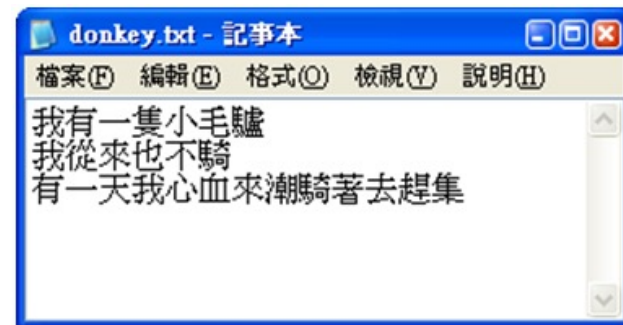 donkey.txt - 記事本
檔案(F) 編輯(E) 格式(O) 檢視(V) 說明(H)
我有一隻小毛驢
我從來也不騎
有一天我心血來潮騎著去趕集